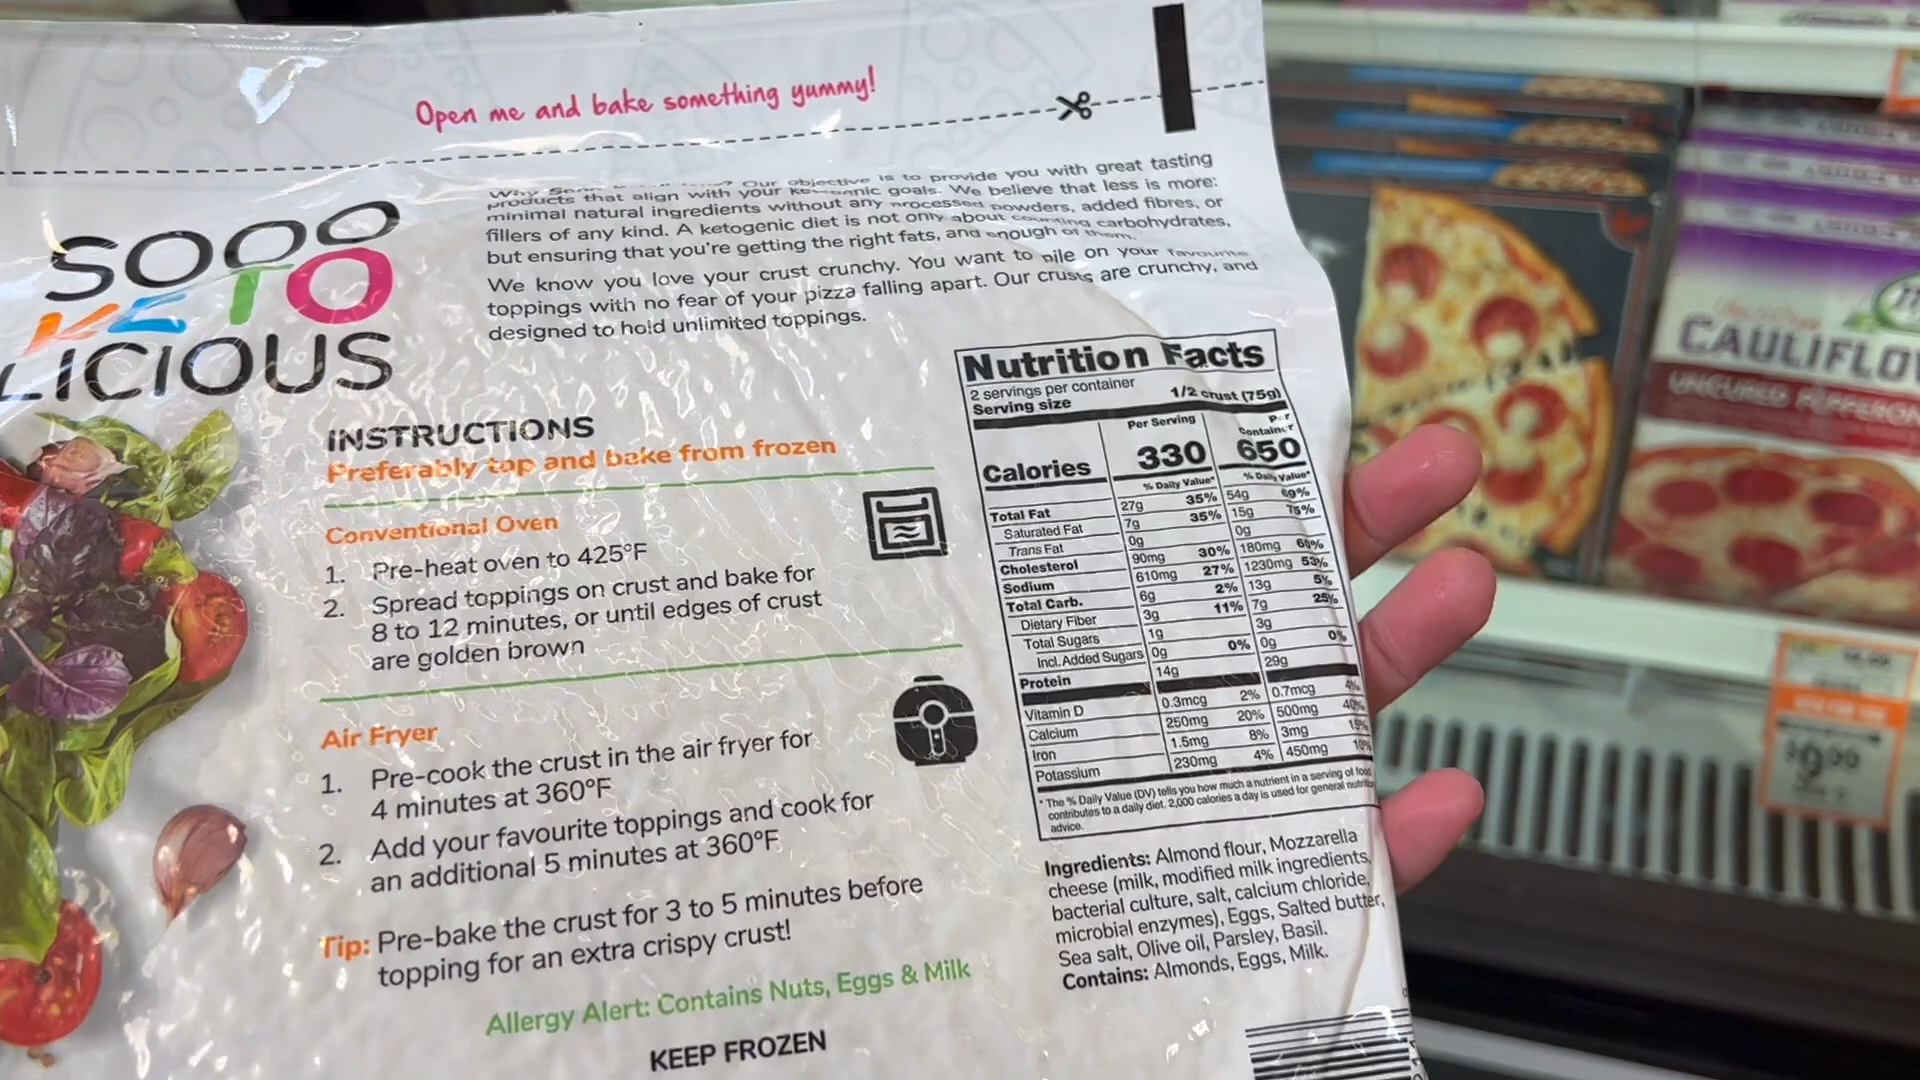 Open me and bake something yummy!
SOOO
KETO
LICIOUS
Our objective is to provide you with great tasting
products that align with your ketogenic goals. We believe that less is more:
minimal natural ingredients without any processed powders, added fibres, or
fillers of any kind. A ketogenic diet is not only about counting carbohydrates,
but ensuring that you're getting the right fats, and enough of them.
We know you love your crust crunchy. You want to pile on your favourite
toppings with no fear of your pizza falling apart. Our crusts are crunchy, and
designed to hold unlimited toppings.
INSTRUCTIONS
Preferably top and bake from frozen
Conventional Oven
1. Pre-heat oven to 425°F
2. Spread toppings on crust and bake for
8 to 12 minutes, or until edges of crust
are golden brown
Air Fryer
1. Pre-cook the crust in the air fryer for
4 minutes at 360°F
2. Add your favourite toppings and cook for
an additional 5 minutes at 360°F
Tip: Pre-bake the crust for 3 to 5 minutes before
topping for an extra crispy crust!
Allergy Alert: Contains Nuts, Eggs & Milk
KEEP FROZEN
Nutrition Facts
2 servings per container
Serving size 1/2 crust (75g)
Per Serving Per Container
Calories 330 650
% Daily Value* % Daily Value*
Total Fat 27g 35% 54g 69%
Saturated Fat 7g 35% 15g 75%
Trans Fat 0g 0g
Cholesterol 90mg 30% 180mg 60%
Sodium 610mg 27% 1230mg 53%
Total Carb. 6g 2% 13g 5%
Dietary Fiber 3g 11% 7g 25%
Total Sugars 1g 3g
Incl. Added Sugars 0g 0% 0g 0%
Protein 14g 29g
Vitamin D 0.3mcg 2% 0.7mcg 4%
Calcium 250mg 20% 500mg 40%
Iron 1.5mg 8% 3mg 15%
Potassium 230mg 4% 450mg 10%
* The % Daily Value (DV) tells you how much a nutrient in a serving of food
contributes to a daily diet. 2,000 calories a day is used for general nutrition
advice.
Ingredients: Almond flour, Mozzarella
cheese (milk, modified milk ingredients,
bacterial culture, salt, calcium chloride,
microbial enzymes), Eggs, Salted butter,
Sea salt, Olive oil, Parsley, Basil.
Contains: Almonds, Eggs, Milk.
CAULIFLO
UNCURED PEPPERON
$9.99